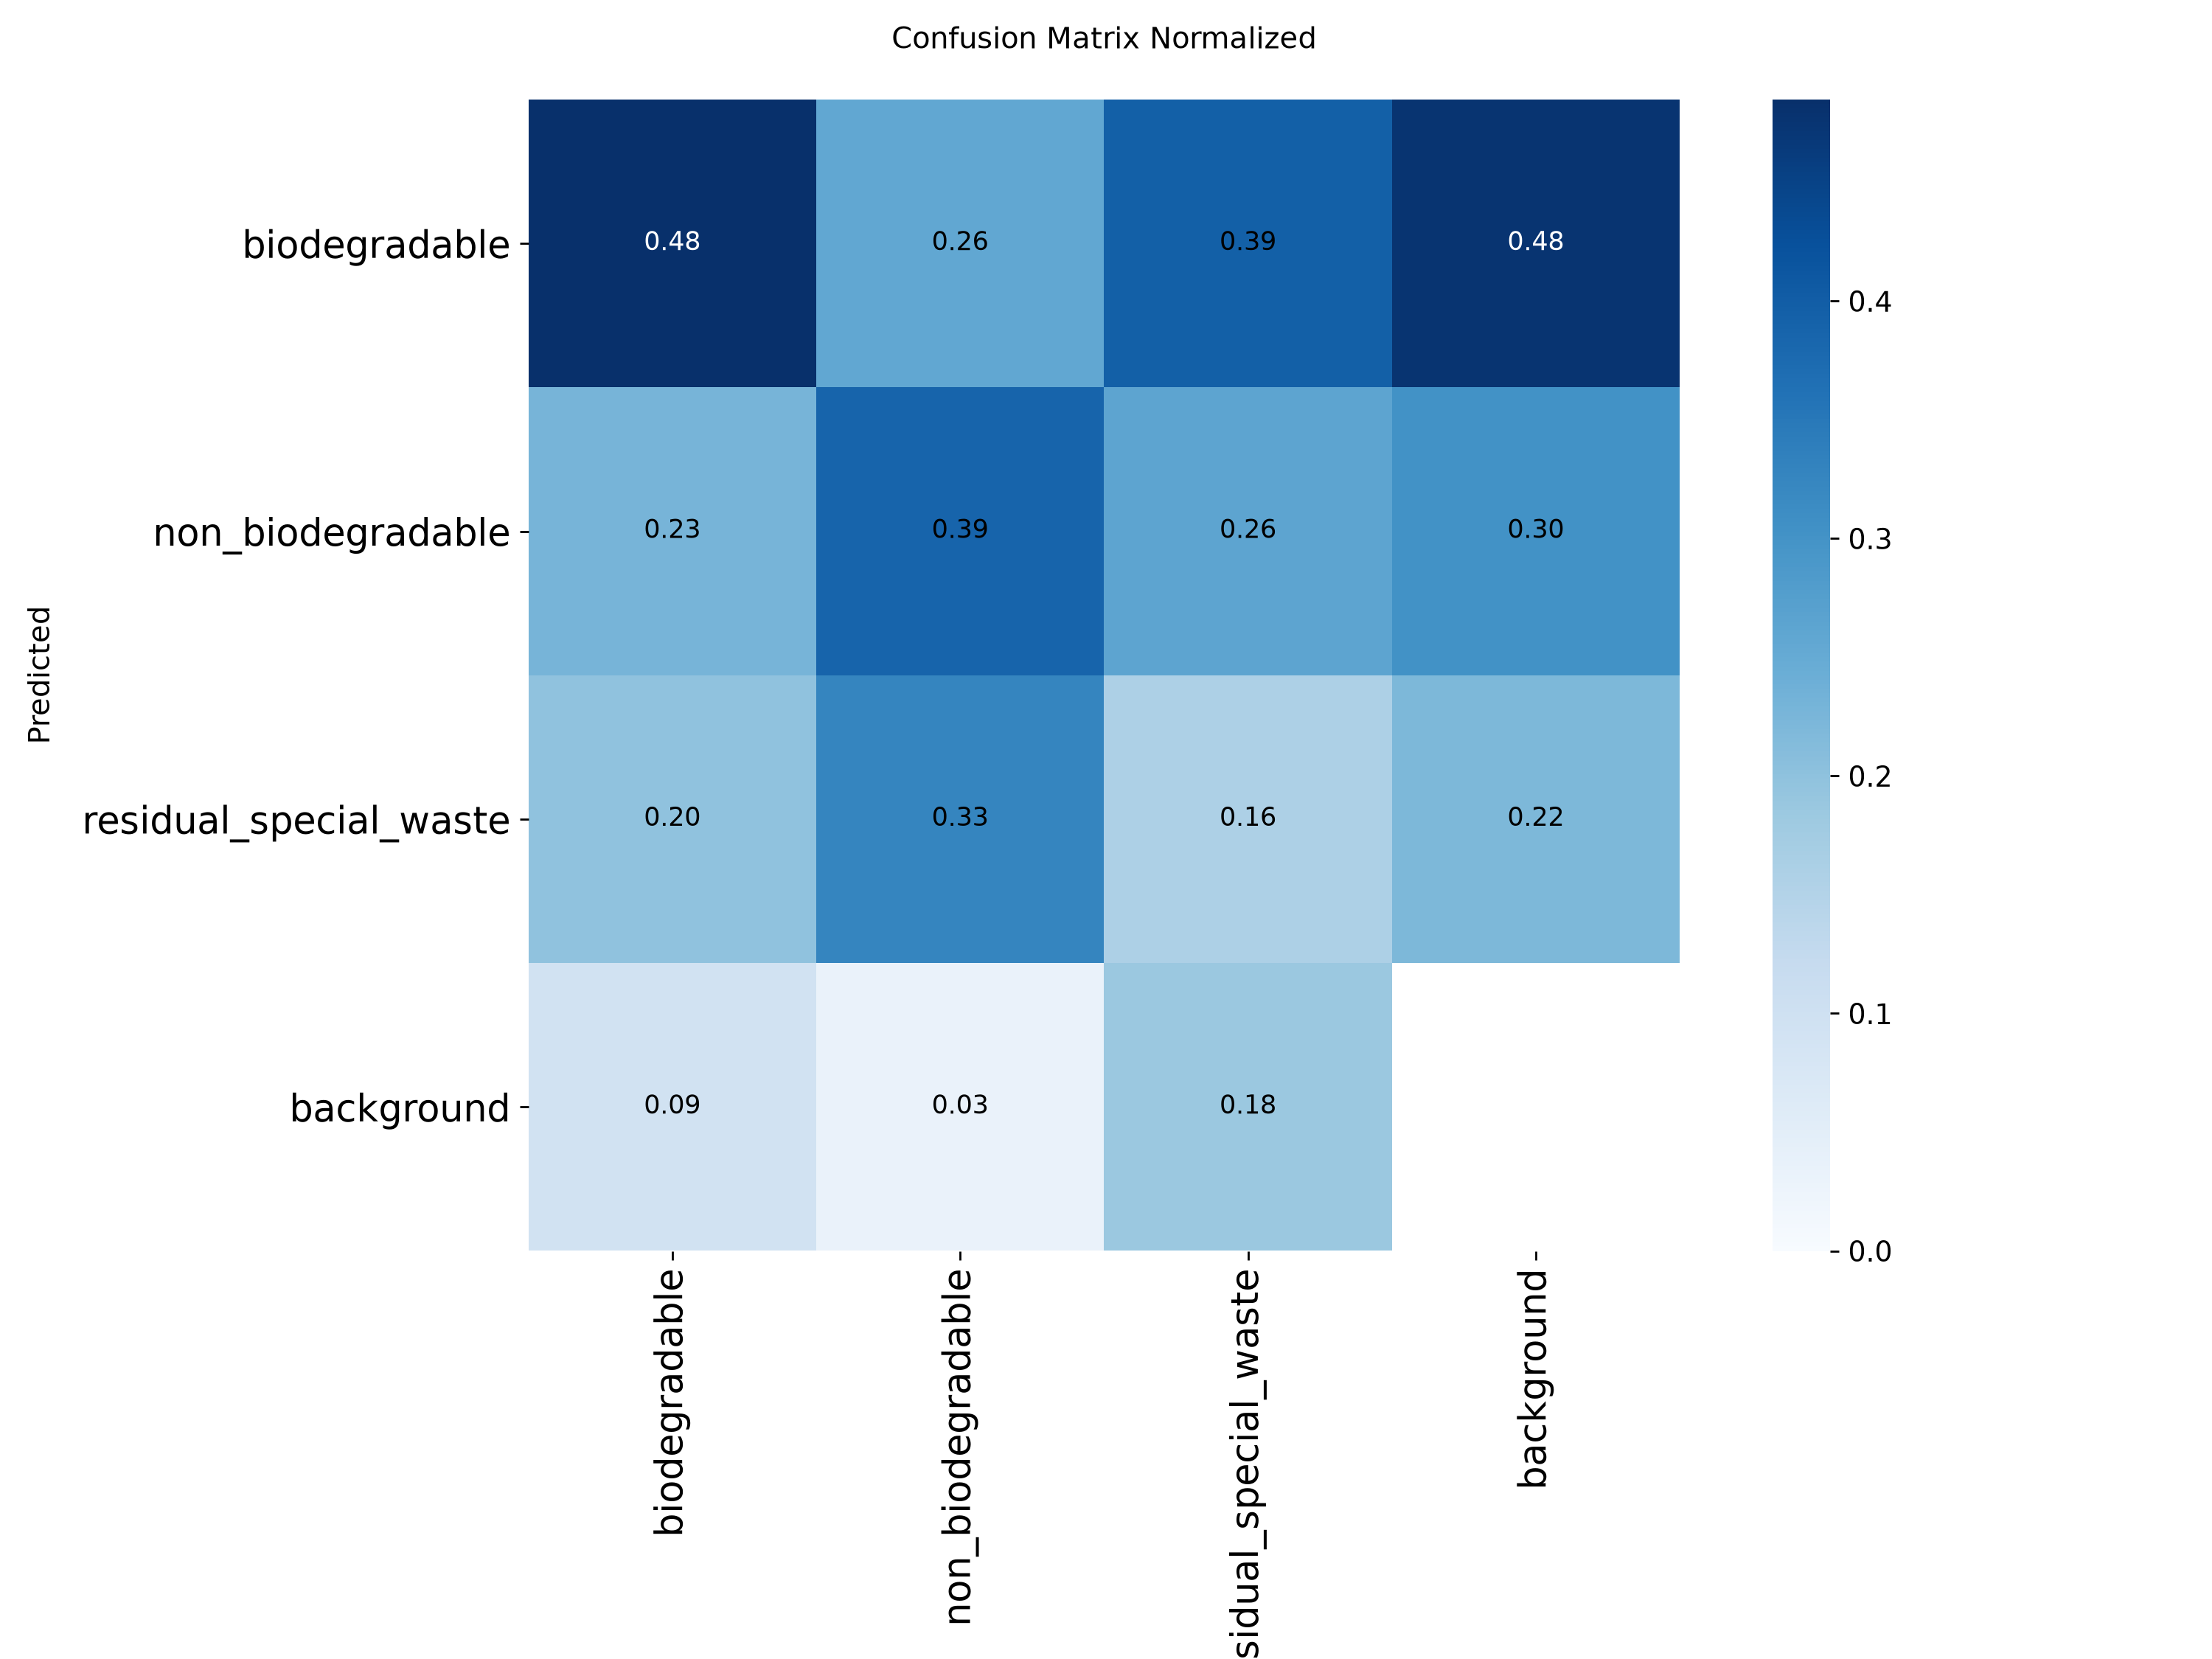 Confusion Matrix Normalized
biodegradable
0.48
0.26
0.39
0.48
non_biodegradable
0.23
0.39
0.26
0.30
residual_special_waste
0.20
0.33
0.16
0.22
background
0.09
0.03
0.18
Predicted
biodegradable
non_biodegradable
sidual_special_waste
background
0.4
0.3
0.2
0.1
0.0